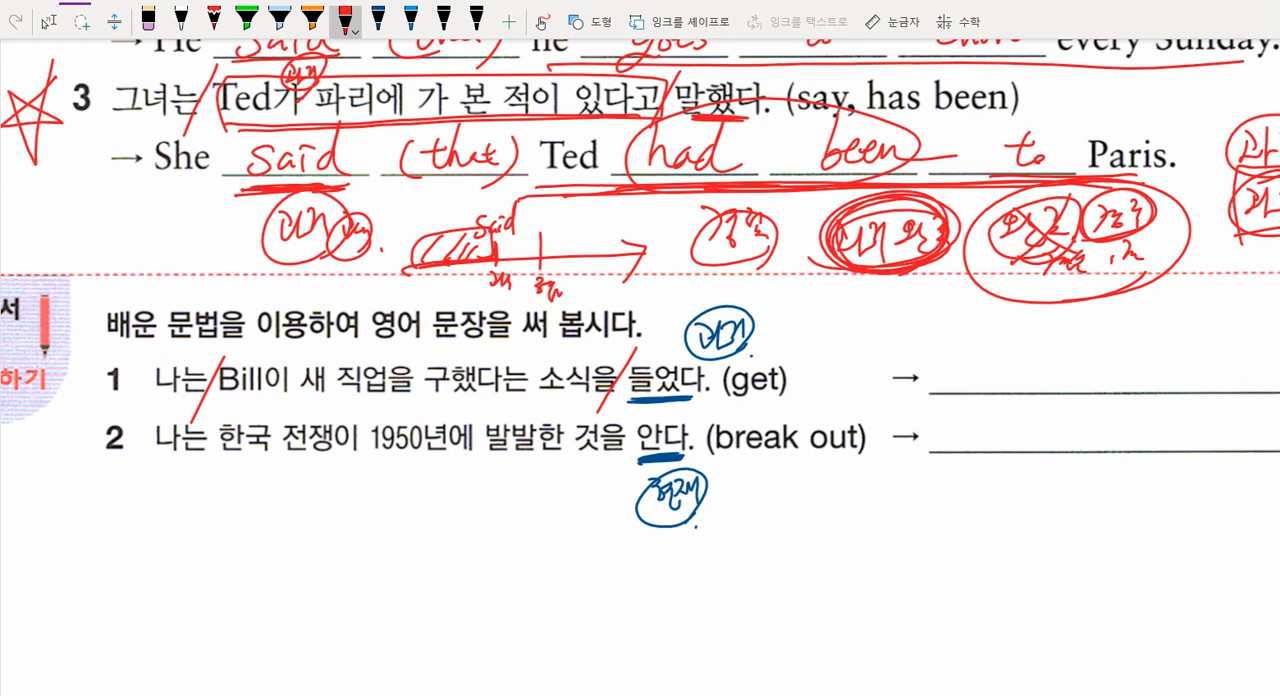 도형 잉크를 셰이프로 잉크를 텍스트로 눈금자 수학
→ He said (that) he goes to church every Sunday.
3 그녀는 Ted가 파리에 가 본 적이 있다고 말했다. (say, has been)
→ She said (that) Ted had been to Paris.
said
경험
과거 완료
완료
서
배운 문법을 이용하여 영어 문장을 써 봅시다.
과거
하기
1 나는 Bill이 새 직업을 구했다는 소식을 들었다. (get) →
2 나는 한국 전쟁이 1950년에 발발한 것을 안다. (break out) →
현재